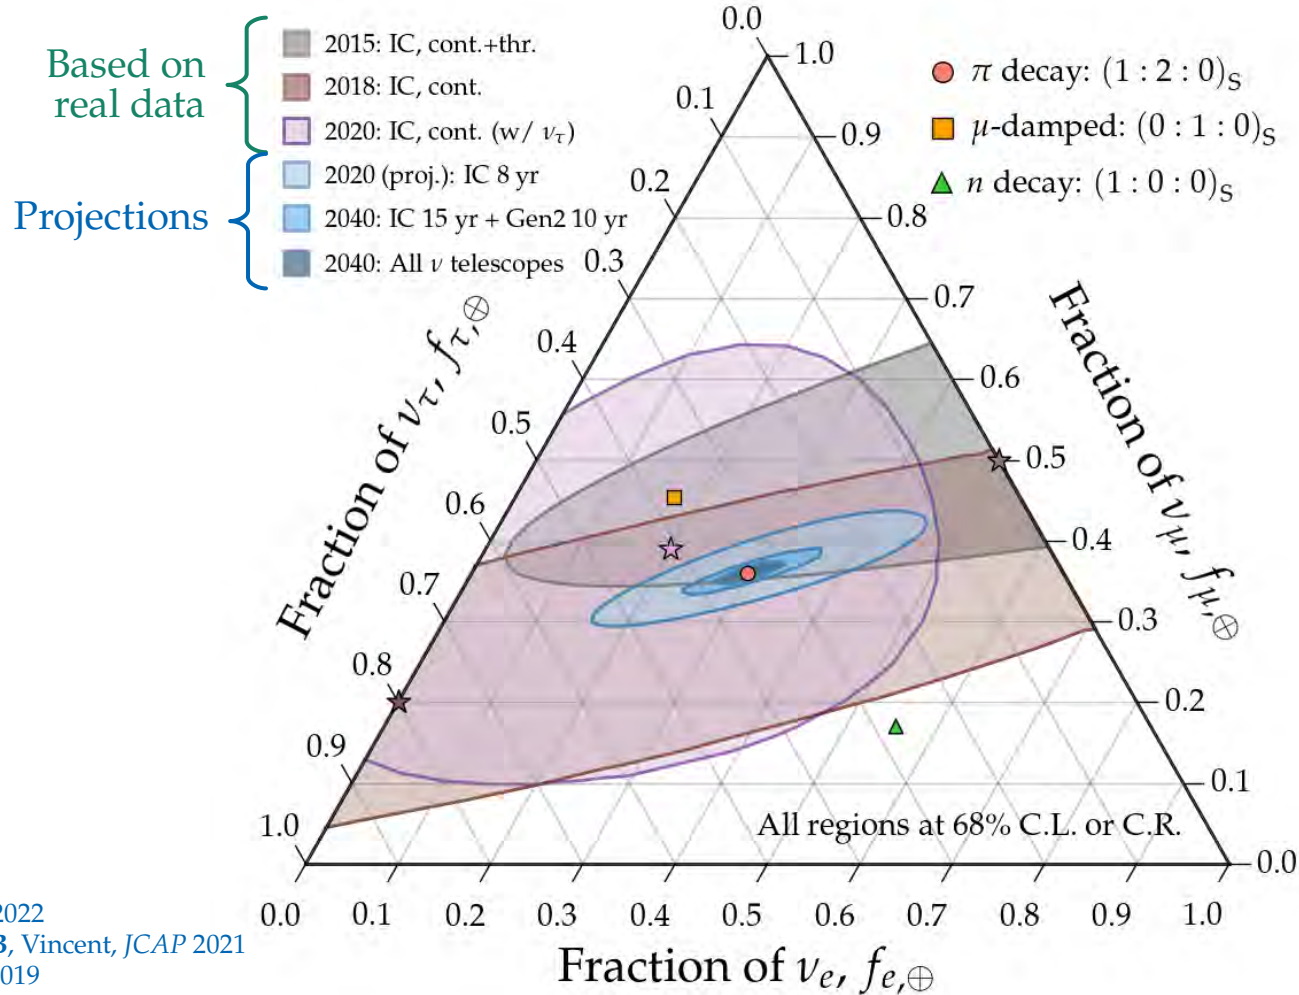 Based on
real data
Projections
2015: IC, cont.+thr.
2018: IC, cont.
2020: IC, cont. (w/ ντ)
2020 (proj.): IC 8 yr
2040: IC 15 yr + Gen2 10 yr
2040: All ν telescopes
π decay: (1 : 2 : 0)S
μ-damped: (0 : 1 : 0)S
n decay: (1 : 0 : 0)S
0.0
0.1
0.2
0.3
0.4
0.5
0.6
0.7
0.8
0.9
1.0
Fraction of ντ, fτ,⊕
1.0
0.9
0.8
0.7
0.6
0.5
0.4
0.3
0.2
0.1
0.0
Fraction of νμ, fμ,⊕
All regions at 68% C.L. or C.R.
0.0 0.1 0.2 0.3 0.4 0.5 0.6 0.7 0.8 0.9 1.0
Fraction of νe, fe,⊕
2022
, Vincent, JCAP 2021
2019